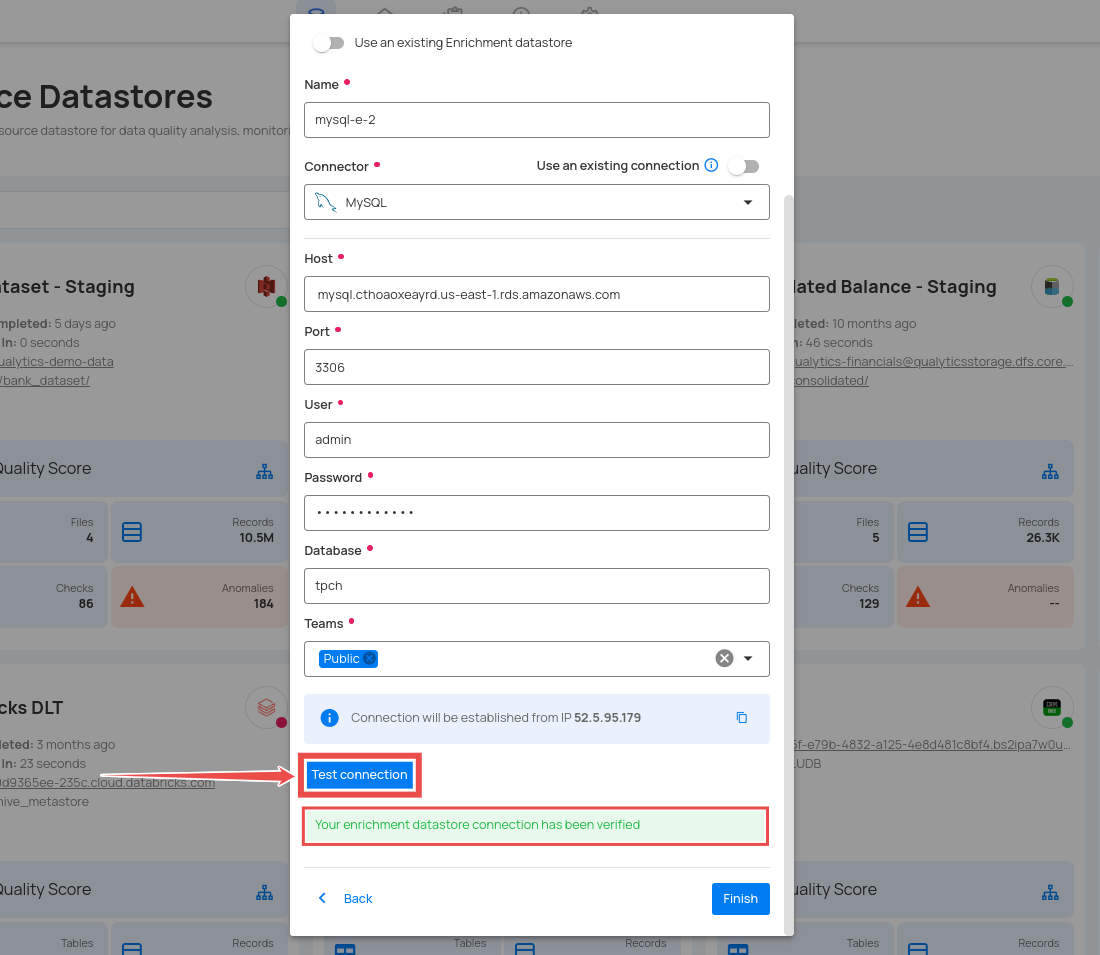 Use an existing Enrichment datastore
Name
mysql-e-2
Connector
Use an existing connection
MySQL
Host
mysql.cthoaoxeayrd.us-east-1.rds.amazonaws.com
Port
3306
User
admin
Password
••••••••••••
Database
tpch
Teams
Public
Connection will be established from IP 52.5.95.179
Test connection
Your enrichment datastore connection has been verified
Back
Finish
ce Datastores
source datastore for data quality analysis, monitori
taset - Staging
mpleted: 5 days ago
In: 0 seconds
ualytics-demo-data
/bank_dataset/
Quality Score
Files
4
Records
10.5M
Checks
86
Anomalies
184
cks DLT
leted: 3 months ago
In: 23 seconds
0d9365ee-235c.cloud.databricks.com
hive_metastore
Quality Score
Tables
Records
Tables
Records
lated Balance - Staging
leted: 10 months ago
n: 46 seconds
ualytics-financials@qualyticsstorage.dfs.core....
onsolidated/
uality Score
Files
5
Records
26.3K
Checks
129
Anomalies
--
5f-e79b-4832-a125-4e8d481c8bf4.bs2ipa7w0u...
.UDB
uality Score
Tables
Records